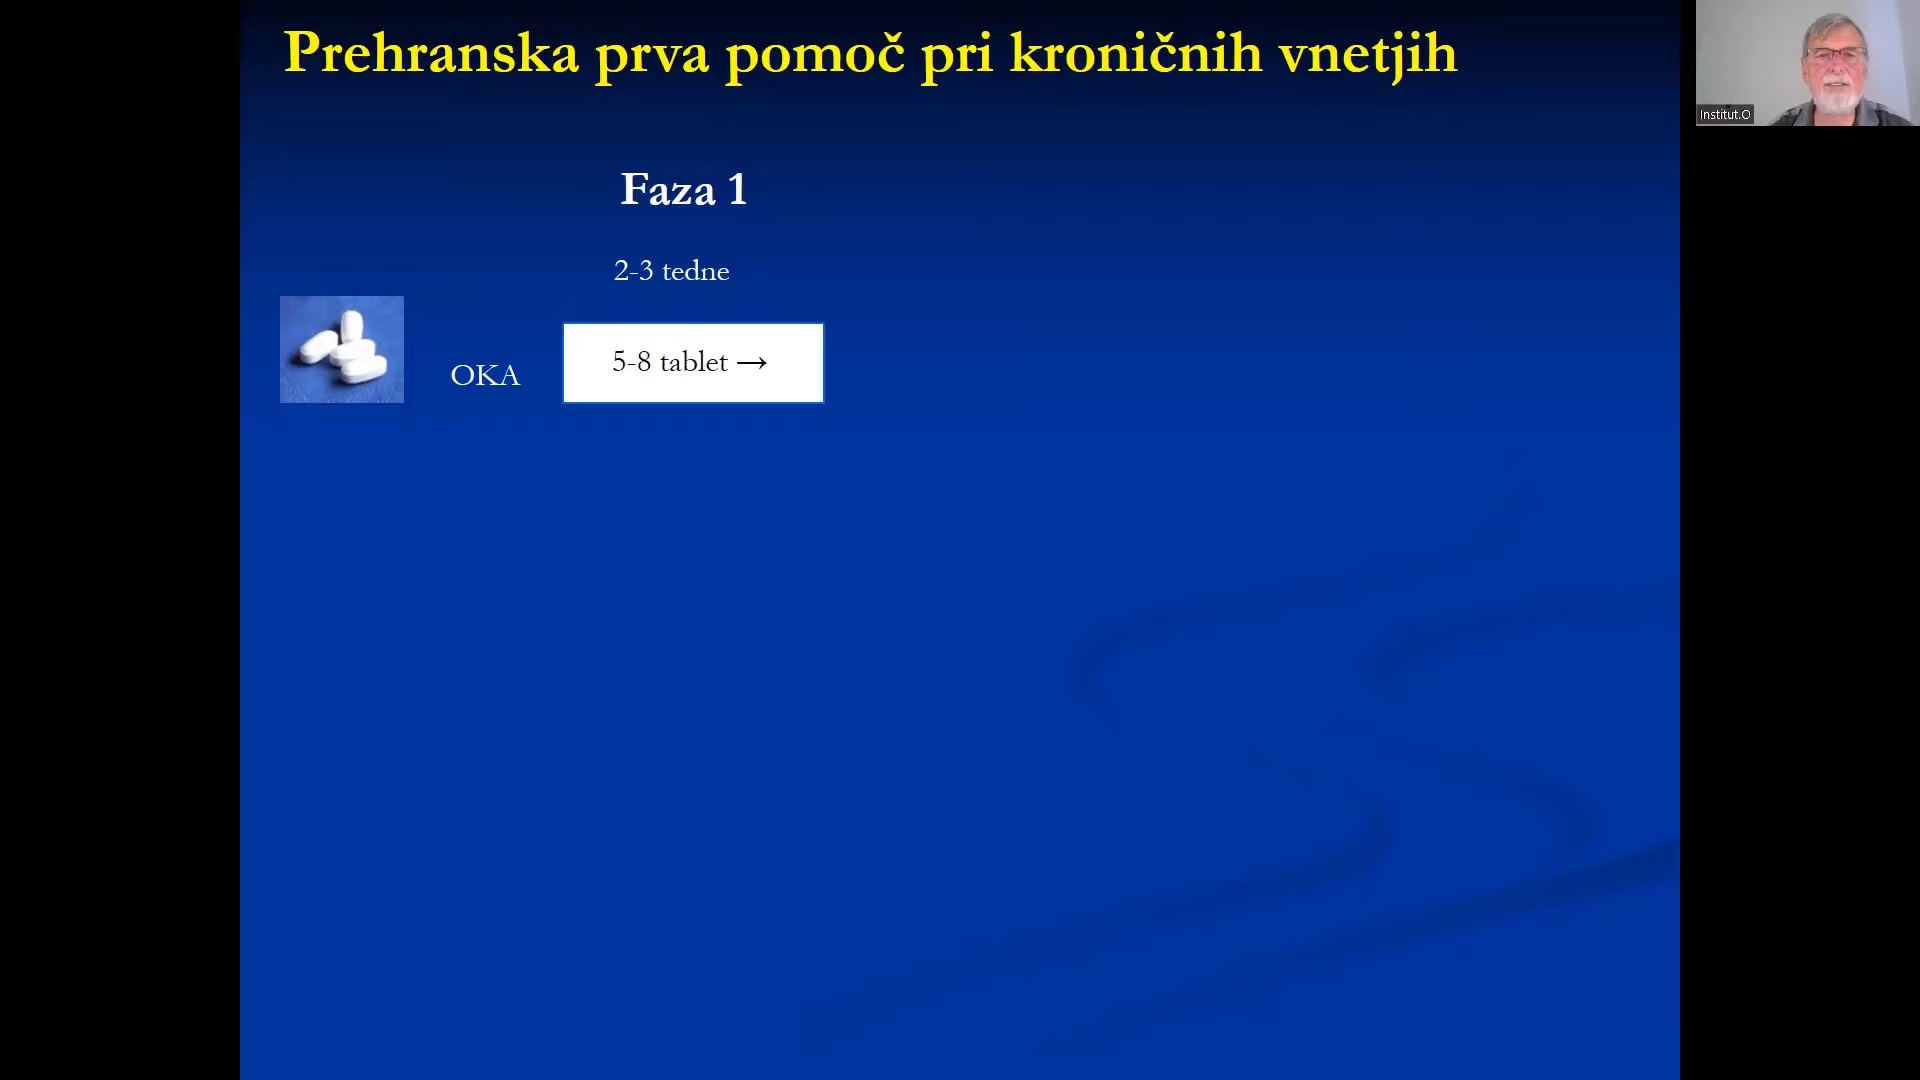 Prehranska prva pomoč pri kroničnih vnetjih
Institut.O
Faza 1
2-3 tedne
OKA
5-8 tablet →